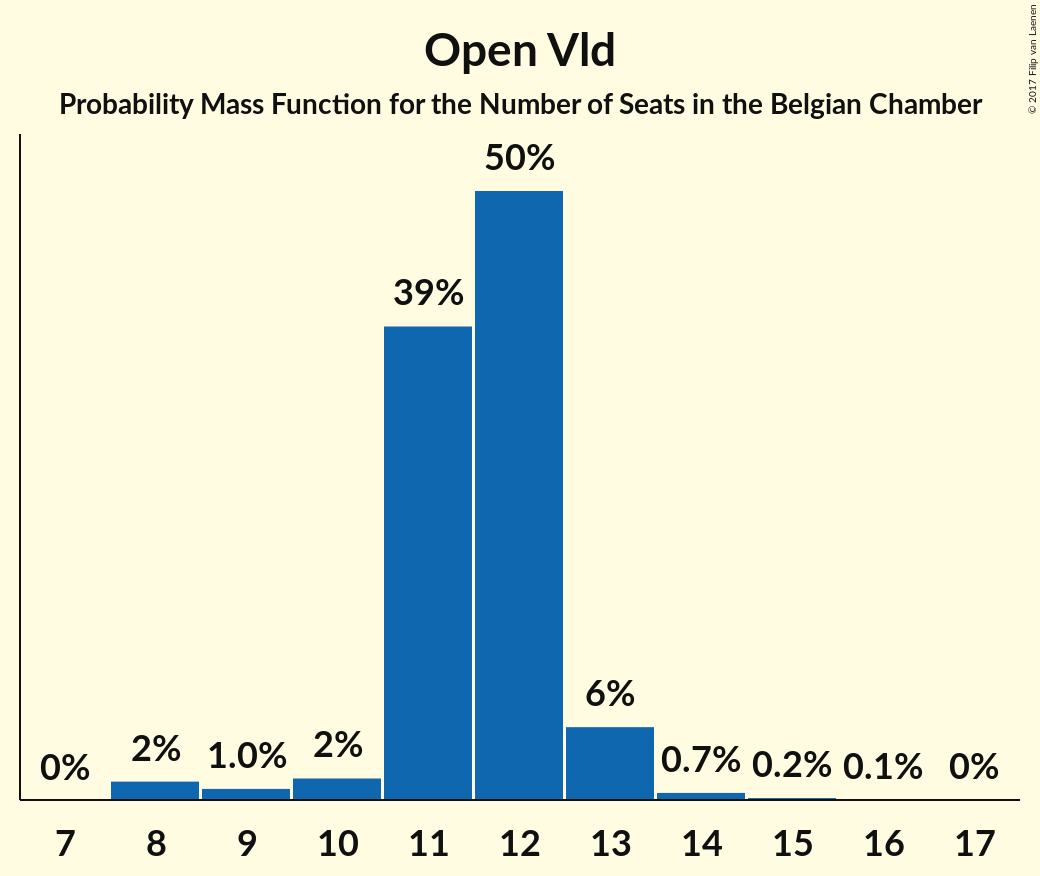 Open Vld
Probability Mass Function for the Number of Seats in the Belgian Chamber
© 2017 Filip van Laenen
50%
39%
6%
2%
2%
1.0%
0.7%
0.2%
0.1%
0%
0%
7 8 9 10 11 12 13 14 15 16 17